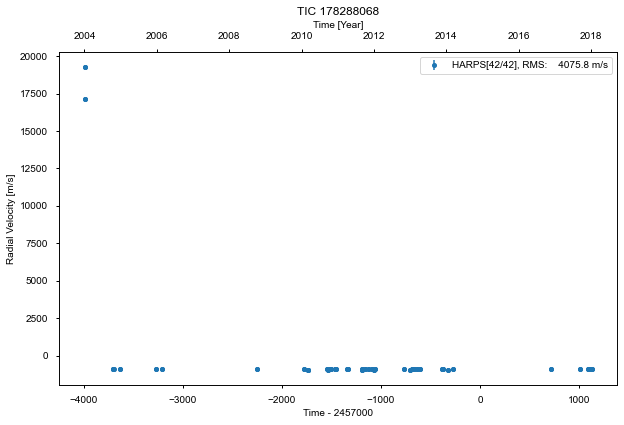 TIC 178288068
Time [Year]
2004 2006 2008 2010 2012 2014 2016 2018
HARPS[42/42], RMS: 4075.8 m/s
Radial Velocity [m/s]
20000
17500
15000
12500
10000
7500
5000
2500
0
−4000 −3000 −2000 −1000 0 1000
Time - 2457000